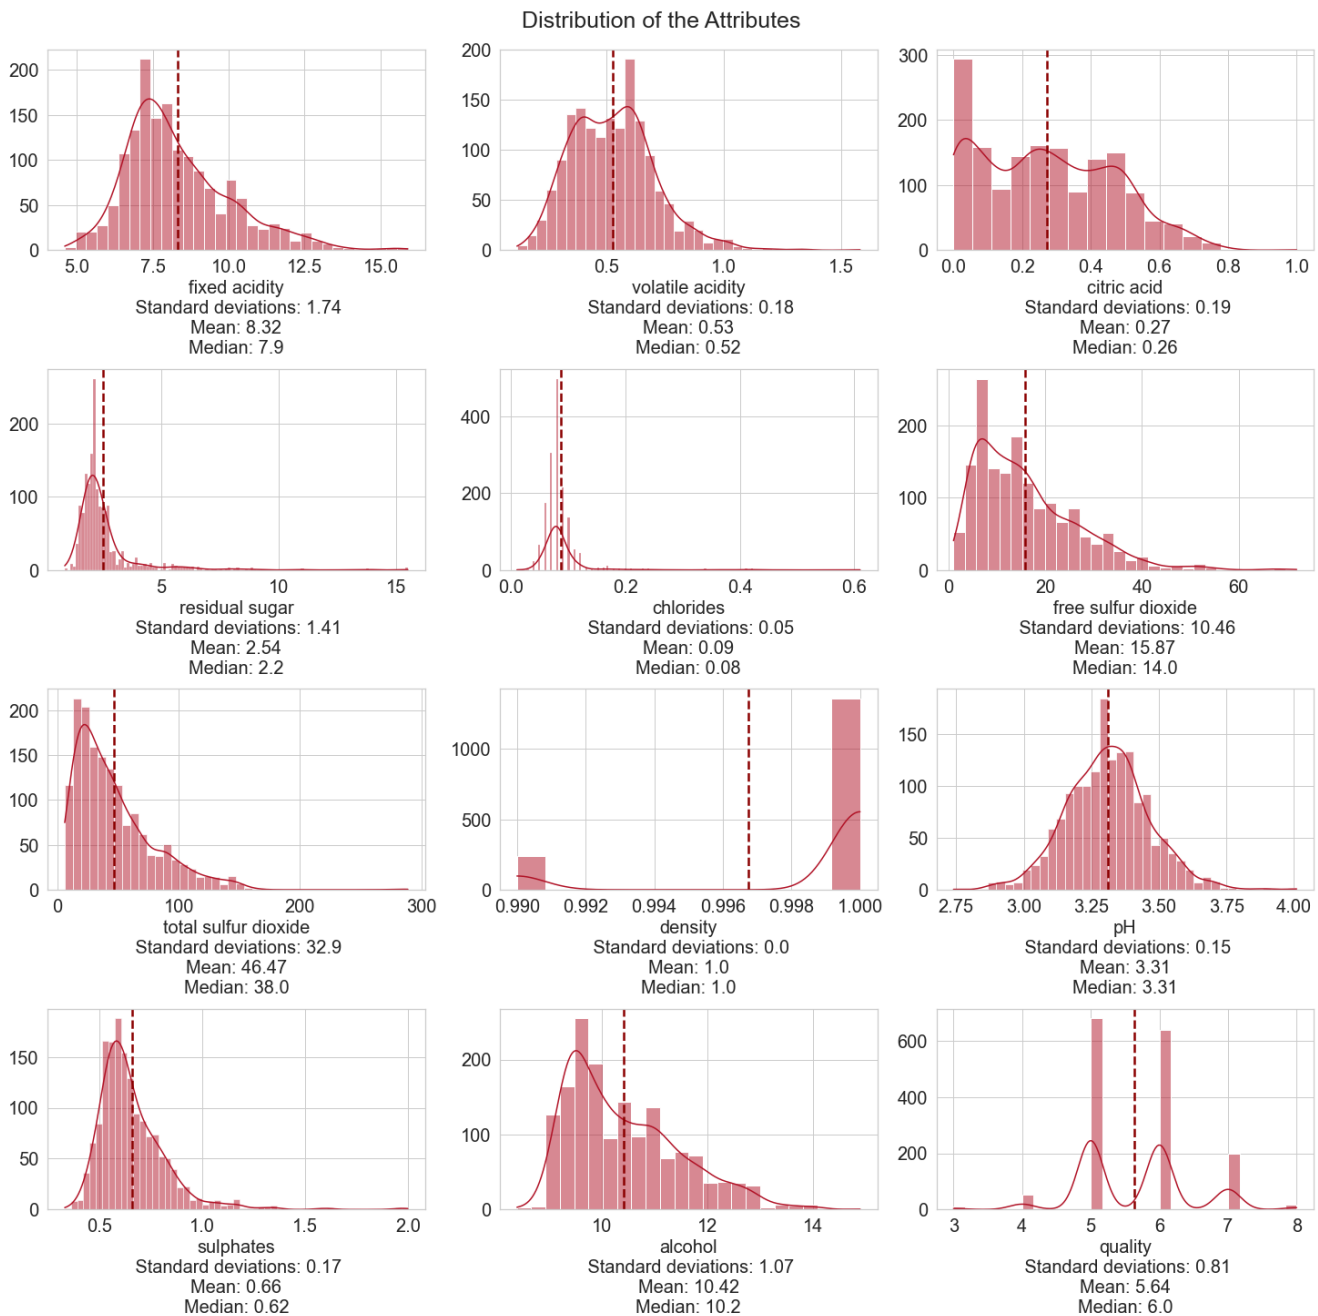 Distribution of the Attributes
200
150
100
50
0
5.0 7.5 10.0 12.5 15.0
fixed acidity
Standard deviations: 1.74
Mean: 8.32
Median: 7.9
200
150
100
50
0
0.5 1.0 1.5
volatile acidity
Standard deviations: 0.18
Mean: 0.53
Median: 0.52
300
200
100
0
0.0 0.2 0.4 0.6 0.8 1.0
citric acid
Standard deviations: 0.19
Mean: 0.27
Median: 0.26
200
100
0
5 10 15
residual sugar
Standard deviations: 1.41
Mean: 2.54
Median: 2.2
400
200
0
0.0 0.2 0.4 0.6
chlorides
Standard deviations: 0.05
Mean: 0.09
Median: 0.08
200
100
0
0 20 40 60
free sulfur dioxide
Standard deviations: 10.46
Mean: 15.87
Median: 14.0
200
150
100
50
0
0 100 200 300
total sulfur dioxide
Standard deviations: 32.9
Mean: 46.47
Median: 38.0
1000
500
0
0.990 0.992 0.994 0.996 0.998 1.000
density
Standard deviations: 0.0
Mean: 1.0
Median: 1.0
150
100
50
0
2.75 3.00 3.25 3.50 3.75 4.00
pH
Standard deviations: 0.15
Mean: 3.31
Median: 3.31
150
100
50
0
0.5 1.0 1.5 2.0
sulphates
Standard deviations: 0.17
Mean: 0.66
Median: 0.62
200
100
0
10 12 14
alcohol
Standard deviations: 1.07
Mean: 10.42
Median: 10.2
600
400
200
0
3 4 5 6 7 8
quality
Standard deviations: 0.81
Mean: 5.64
Median: 6.0